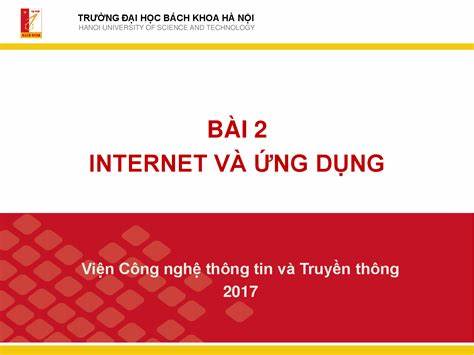 TRƯỜNG ĐẠI HỌC BÁCH KHOA HÀ NỘI
HANOI UNIVERSITY OF SCIENCE AND TECHNOLOGY
BÀI 2
INTERNET VÀ ỨNG DỤNG
Viện Công nghệ thông tin và Truyền thông
2017